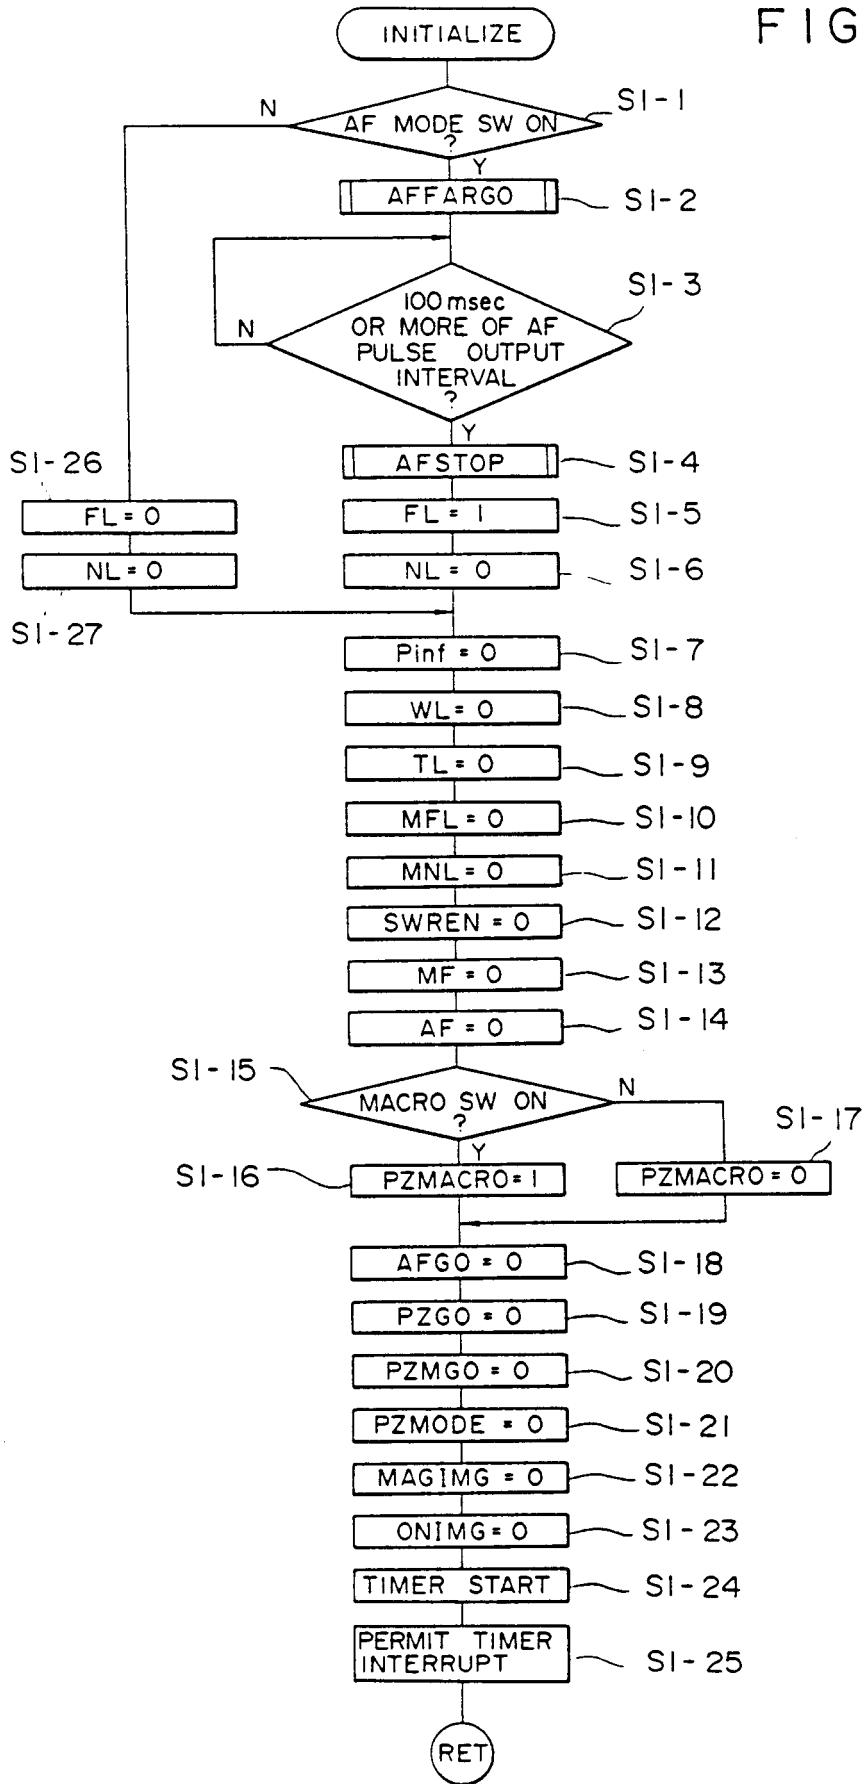 FIG
INITIALIZE
N
AF MODE SW ON
?
S1-1
Y
AFFARGO
S1-2
100msec
OR MORE OF AF
PULSE OUTPUT
INTERVAL
?
S1-3
N
Y
AFSTOP
S1-4
S1-26
FL=0
FL=1
S1-5
NL=0
NL=0
S1-6
S1-27
Pinf=0
S1-7
WL=0
S1-8
TL=0
S1-9
MFL=0
S1-10
MNL=0
S1-11
SWREN=0
S1-12
MF=0
S1-13
AF=0
S1-14
S1-15
MACRO SW ON
?
N
Y
S1-17
S1-16
PZMACRO=1
PZMACRO=0
AFGO=0
S1-18
PZGO=0
S1-19
PZMGO=0
S1-20
PZMODE=0
S1-21
MAGIMG=0
S1-22
ONIMG=0
S1-23
TIMER START
S1-24
PERMIT TIMER
INTERRUPT
S1-25
RET